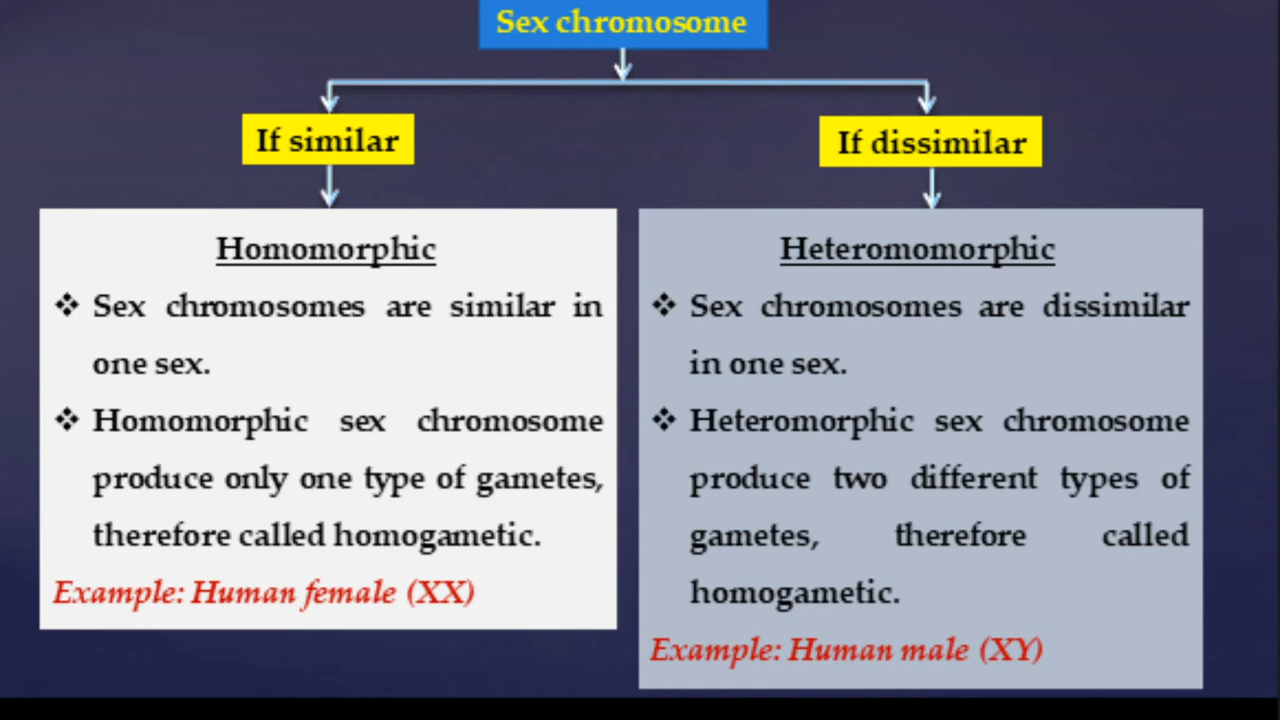 Sex chromosome
If similar
If dissimilar
Homomorphic
❖ Sex chromosomes are similar in
one sex.
❖ Homomorphic sex chromosome
produce only one type of gametes,
therefore called homogametic.
Example: Human female (XX)
Heteromomorphic
❖ Sex chromosomes are dissimilar
in one sex.
❖ Heteromorphic sex chromosome
produce two different types of
gametes, therefore called
homogametic.
Example: Human male (XY)